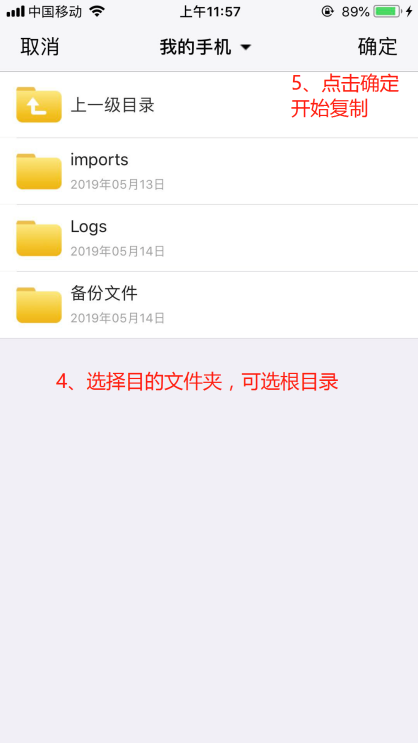 中国移动 上午11:57 89%
取消 我的手机 确定
5、点击确定
开始复制
上一级目录
imports
2019年05月13日
Logs
2019年05月14日
备份文件
2019年05月14日
4、选择目的文件夹，可选根目录